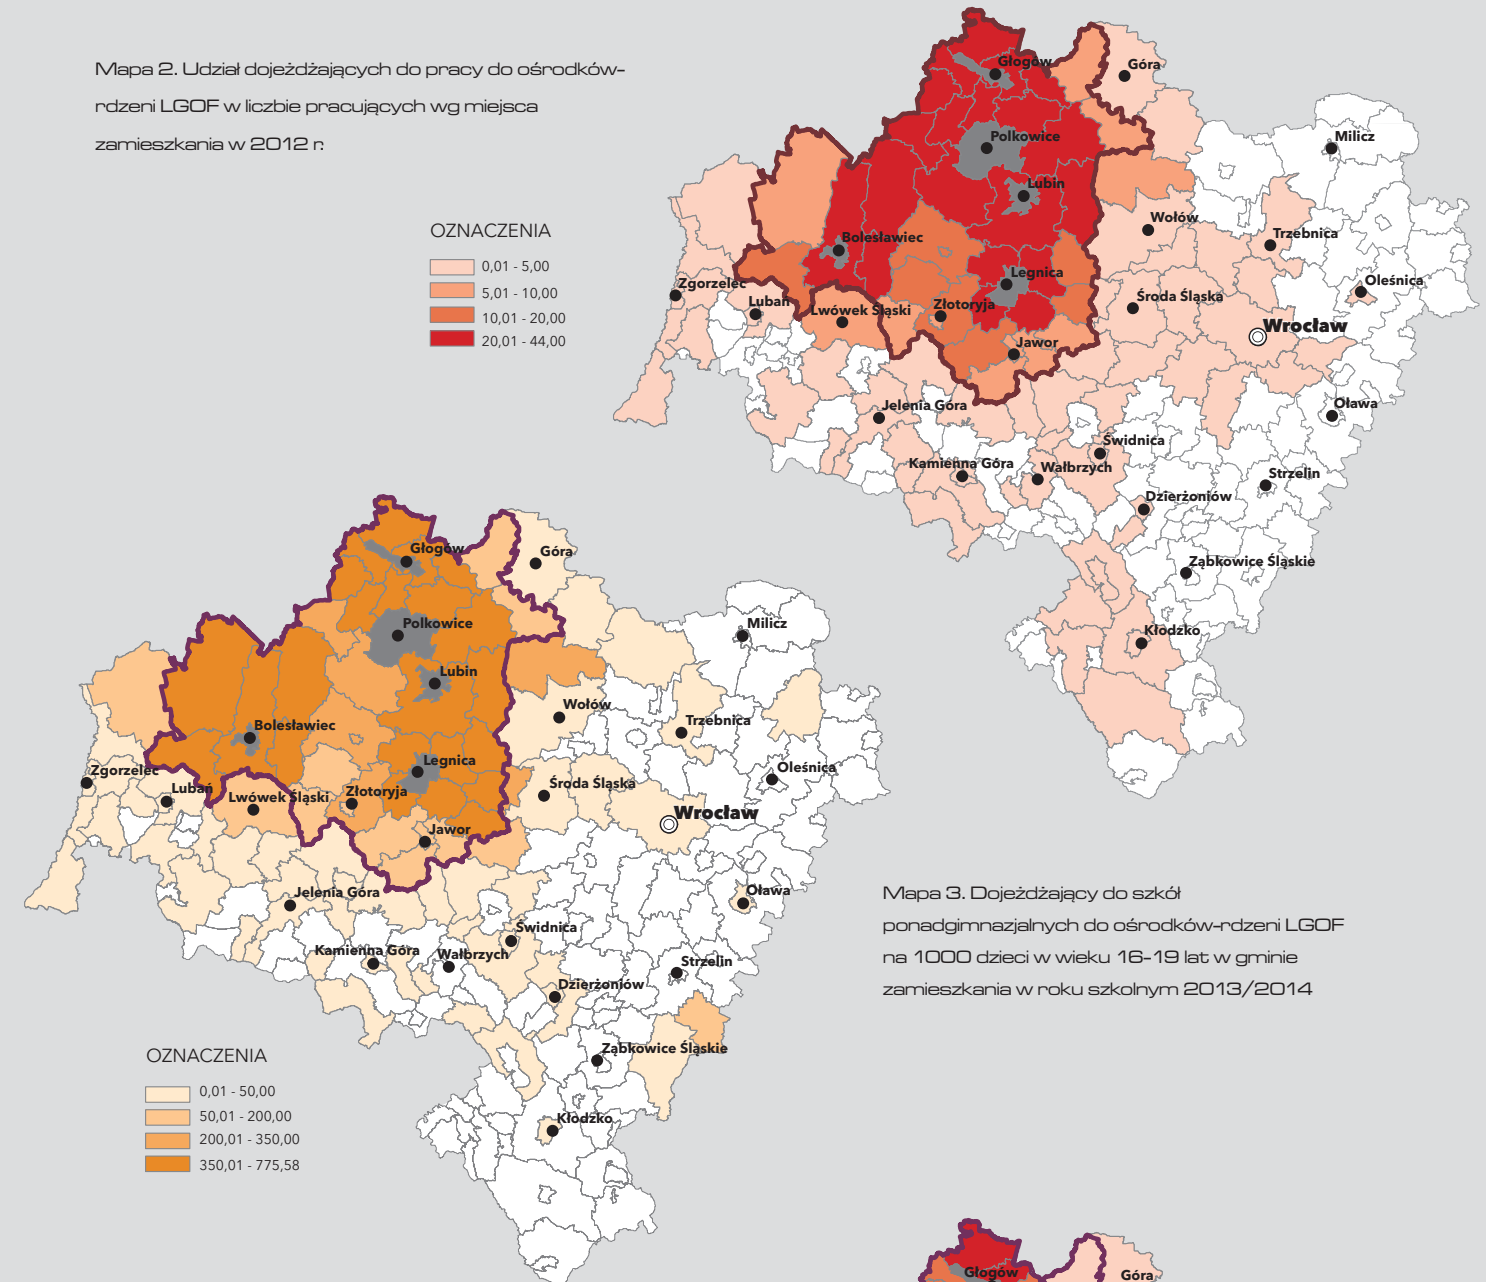 Mapa 2. Udział dojeżdżających do pracy do ośrodków-
rdzeni LGOF w liczbie pracujących wg miejsca
zamieszkania w 2012 r.
OZNACZENIA
0,01 - 5,00
5,01 - 10,00
10,01 - 20,00
20,01 - 44,00
Głogów
Góra
Polkowice
Milicz
Lubin
Wołów
Trzebnica
Bolesławiec
Legnica
Oleśnica
Zgorzelec
Lubań
Lwówek Śląski
Złotoryja
Środa Śląska
Wrocław
Jawor
Jelenia Góra
Oława
Świdnica
Kamienna Góra
Wałbrzych
Strzelin
Dzierżoniów
Ząbkowice Śląskie
Kłodzko
Głogów
Góra
Polkowice
Milicz
Lubin
Wołów
Trzebnica
Bolesławiec
Legnica
Oleśnica
Zgorzelec
Lubań
Lwówek Śląski
Złotoryja
Środa Śląska
Wrocław
Jawor
Jelenia Góra
Oława
Świdnica
Kamienna Góra
Wałbrzych
Strzelin
Dzierżoniów
Ząbkowice Śląskie
Kłodzko
Mapa 3. Dojeżdżający do szkół
ponadgimnazjalnych do ośrodków-rdzeni LGOF
na 1000 dzieci w wieku 16-19 lat w gminie
zamieszkania w roku szkolnym 2013/2014
OZNACZENIA
0,01 - 50,00
50,01 - 200,00
200,01 - 350,00
350,01 - 775,58
Głogów
Góra